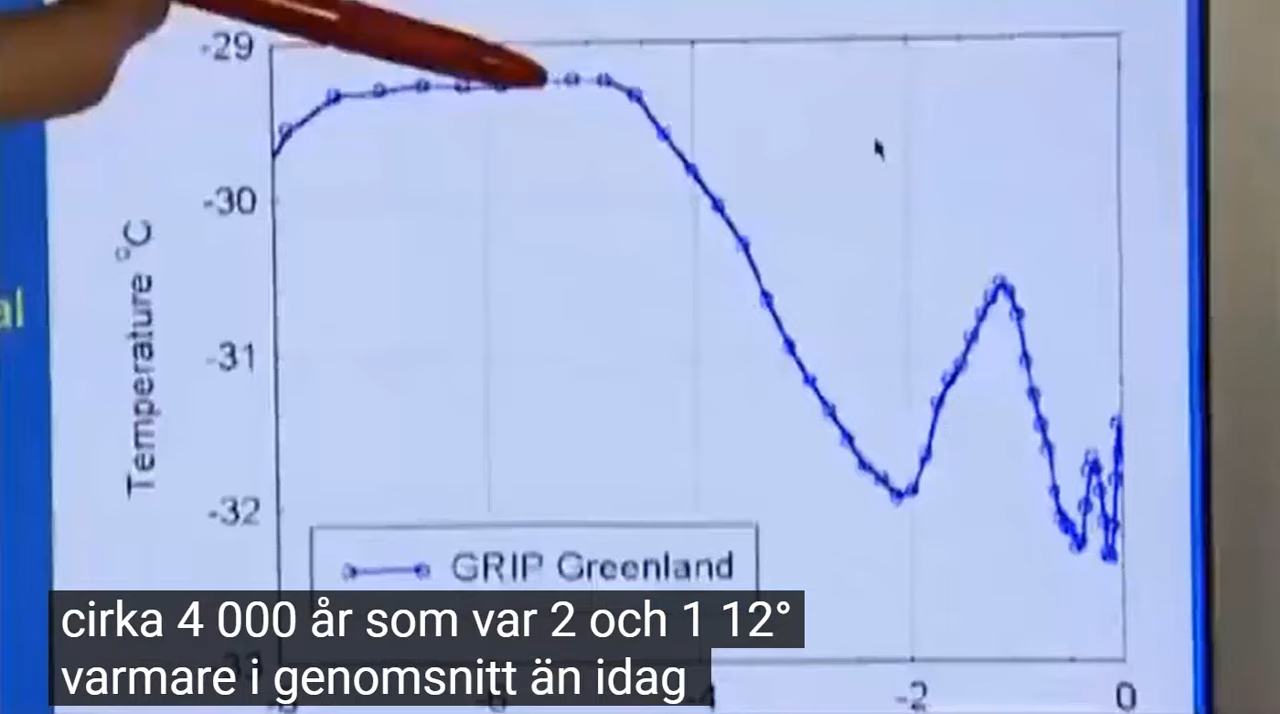 -29
-30
Temperature °C
-31
-32
GRIP Greenland
cirka 4 000 år som var 2 och 1 12°
varmare i genomsnitt än idag
-4
-2
0